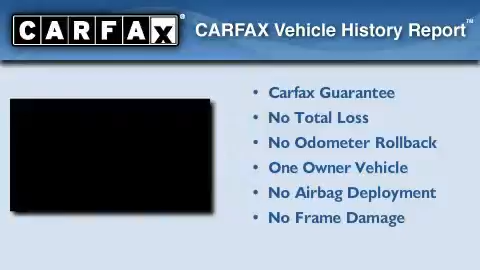 CARFAX® CARFAX Vehicle History Report™
• Carfax Guarantee
• No Total Loss
• No Odometer Rollback
• One Owner Vehicle
• No Airbag Deployment
• No Frame Damage